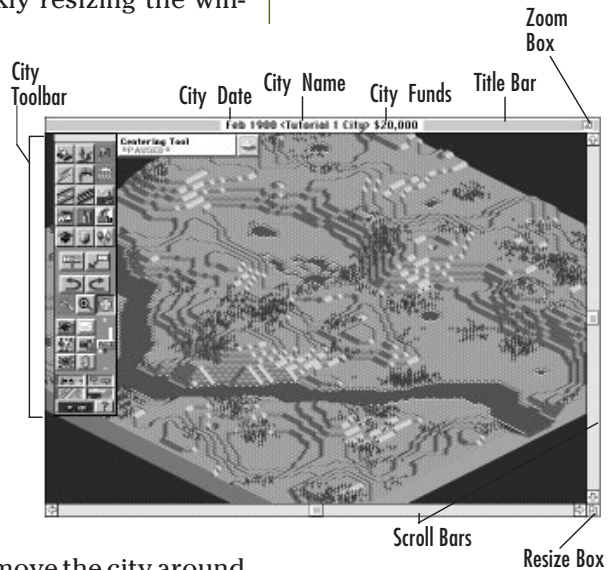 kly resizing the win-
Zoom
Box
City
Toolbar
City Date
City Name
City Funds
Title Bar
Feb 1900 <Tutorial 1 City> $20,000
Centering Tool
*PAUSED*
?
Scroll Bars
Resize Box
move the city around